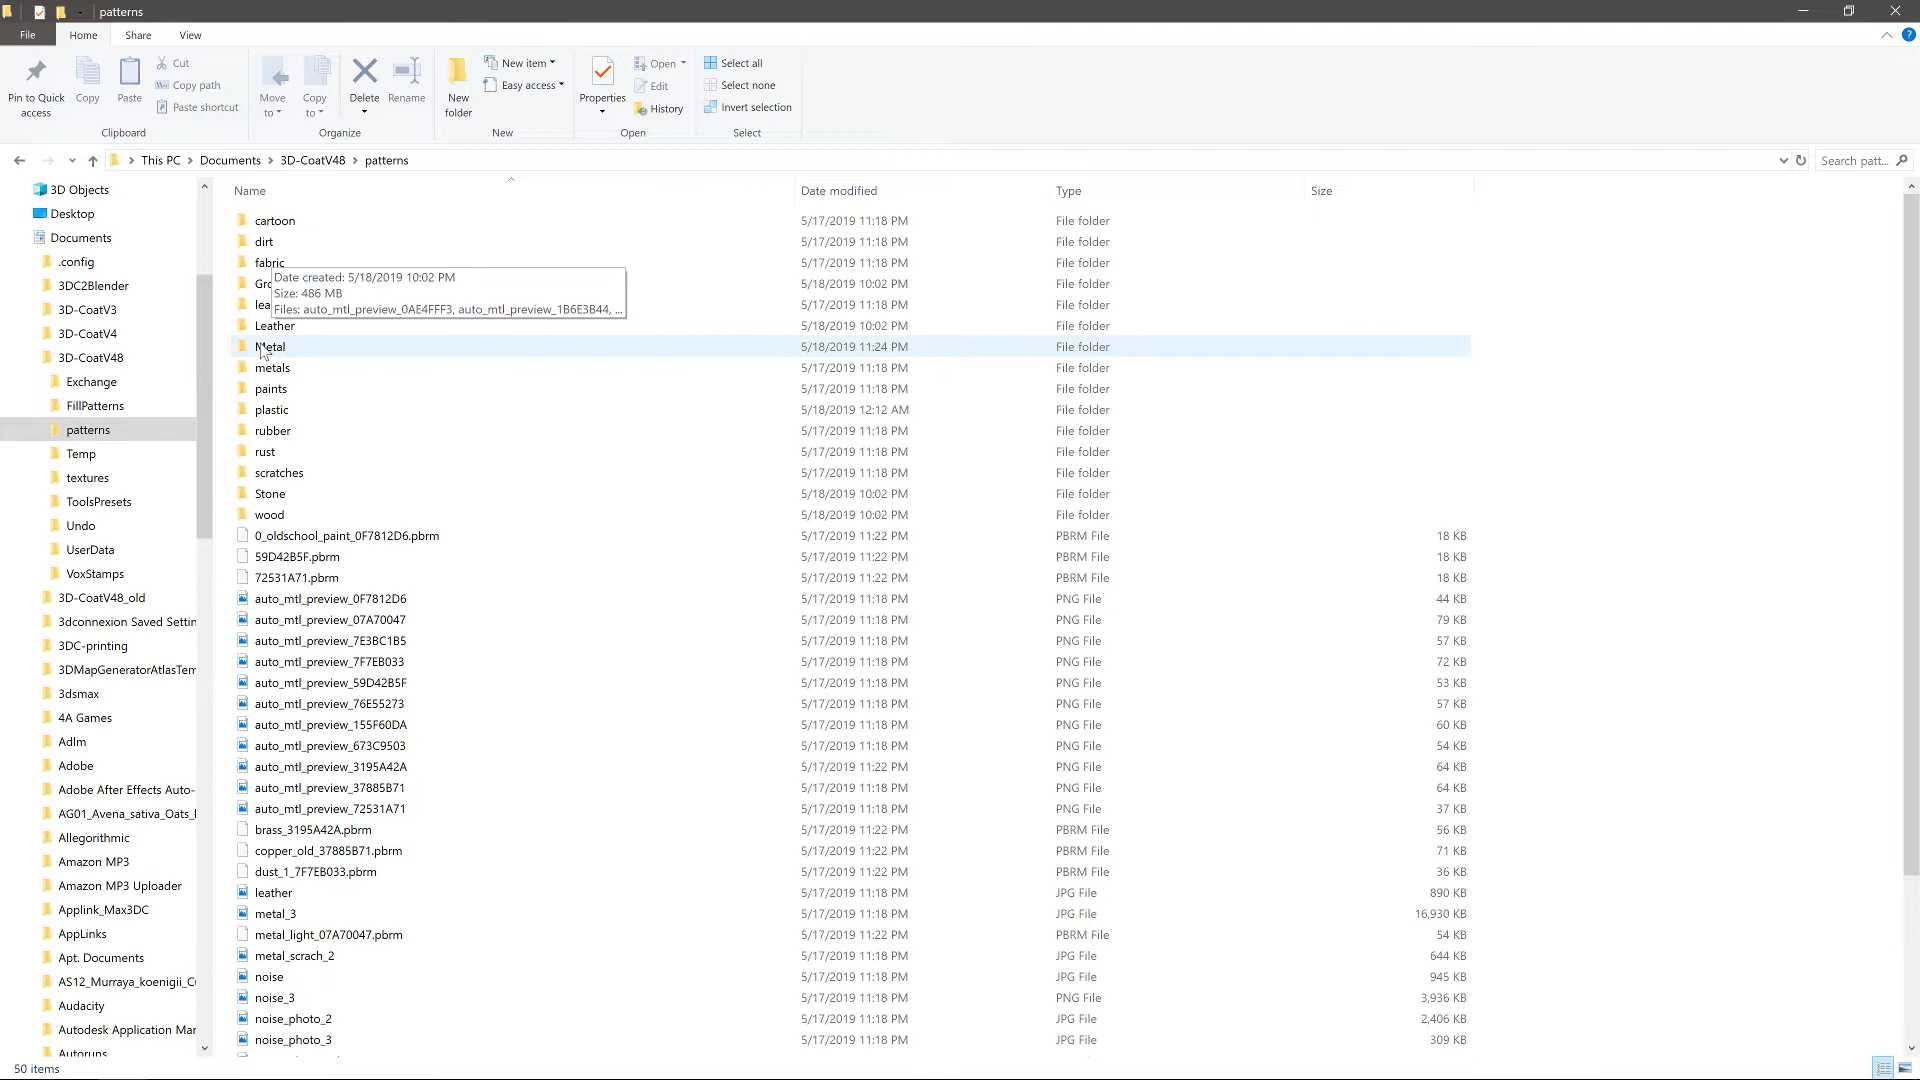 patterns
File
Home
Share
View
Pin to Quick access
Copy
Paste
Cut
Copy path
Paste shortcut
Clipboard
Move to
Copy to
Delete
Rename
Organize
New folder
New item
Easy access
New
Properties
Open
Edit
History
Open
Select all
Select none
Invert selection
Select
This PC > Documents > 3D-CoatV48 > patterns
Search patt...
3D Objects
Desktop
Documents
.config
3DC2Blender
3D-CoatV3
3D-CoatV4
3D-CoatV48
Exchange
FillPatterns
patterns
Temp
textures
ToolsPresets
Undo
UserData
VoxStamps
3D-CoatV48_old
3dconnexion Saved Settin
3DC-printing
3DMapGeneratorAtlasTem
3dsmax
4A Games
Adlm
Adobe
Adobe After Effects Auto-
AG01_Avena_sativa_Oats_
Allegorithmic
Amazon MP3
Amazon MP3 Uploader
Applink_Max3DC
AppLinks
Apt. Documents
AS12_Murraya_koenigii_C
Audacity
Autodesk Application Mar
Autoruns
Name Date modified Type Size
cartoon 5/17/2019 11:18 PM File folder
dirt 5/17/2019 11:18 PM File folder
fabric 5/17/2019 11:18 PM File folder
Date created: 5/18/2019 10:02 PM
Gro 5/18/2019 10:02 PM File folder
Size: 486 MB
lea 5/17/2019 11:18 PM File folder
Files: auto_mtl_preview_0AE4FFF3, auto_mtl_preview_1B6E3B44, ...
Leather 5/18/2019 10:02 PM File folder
Metal 5/18/2019 11:24 PM File folder
metals 5/17/2019 11:18 PM File folder
paints 5/17/2019 11:18 PM File folder
plastic 5/18/2019 12:12 AM File folder
rubber 5/17/2019 11:18 PM File folder
rust 5/17/2019 11:18 PM File folder
scratches 5/17/2019 11:18 PM File folder
Stone 5/18/2019 10:02 PM File folder
wood 5/18/2019 10:02 PM File folder
0_oldschool_paint_0F7812D6.pbrm 5/17/2019 11:22 PM PBRM File 18 KB
59D42B5F.pbrm 5/17/2019 11:22 PM PBRM File 18 KB
72531A71.pbrm 5/17/2019 11:22 PM PBRM File 18 KB
auto_mtl_preview_0F7812D6 5/17/2019 11:18 PM PNG File 44 KB
auto_mtl_preview_07A70047 5/17/2019 11:18 PM PNG File 79 KB
auto_mtl_preview_7E3BC1B5 5/17/2019 11:18 PM PNG File 57 KB
auto_mtl_preview_7F7EB033 5/17/2019 11:18 PM PNG File 72 KB
auto_mtl_preview_59D42B5F 5/17/2019 11:18 PM PNG File 53 KB
auto_mtl_preview_76E55273 5/17/2019 11:18 PM PNG File 57 KB
auto_mtl_preview_155F60DA 5/17/2019 11:18 PM PNG File 60 KB
auto_mtl_preview_673C9503 5/17/2019 11:18 PM PNG File 54 KB
auto_mtl_preview_3195A42A 5/17/2019 11:22 PM PNG File 64 KB
auto_mtl_preview_37885B71 5/17/2019 11:18 PM PNG File 64 KB
auto_mtl_preview_72531A71 5/17/2019 11:18 PM PNG File 37 KB
brass_3195A42A.pbrm 5/17/2019 11:22 PM PBRM File 56 KB
copper_old_37885B71.pbrm 5/17/2019 11:22 PM PBRM File 71 KB
dust_1_7F7EB033.pbrm 5/17/2019 11:22 PM PBRM File 36 KB
leather 5/17/2019 11:18 PM JPG File 890 KB
metal_3 5/17/2019 11:18 PM JPG File 16,930 KB
metal_light_07A70047.pbrm 5/17/2019 11:22 PM PBRM File 54 KB
metal_scrach_2 5/17/2019 11:18 PM JPG File 644 KB
noise 5/17/2019 11:18 PM JPG File 945 KB
noise_3 5/17/2019 11:18 PM PNG File 3,936 KB
noise_photo_2 5/17/2019 11:18 PM JPG File 2,406 KB
noise_photo_3 5/17/2019 11:18 PM JPG File 309 KB
50 items